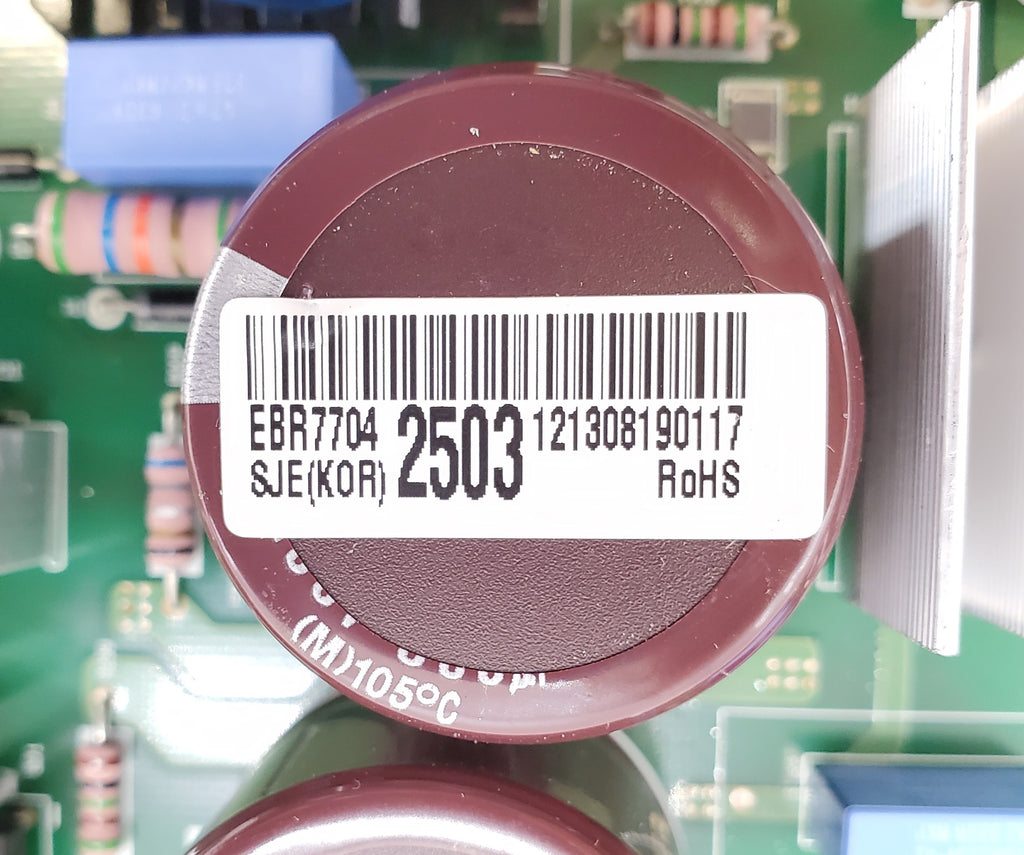 EBR7704 2503 121308190117
SJE(KOR) RoHS
(M)105°C